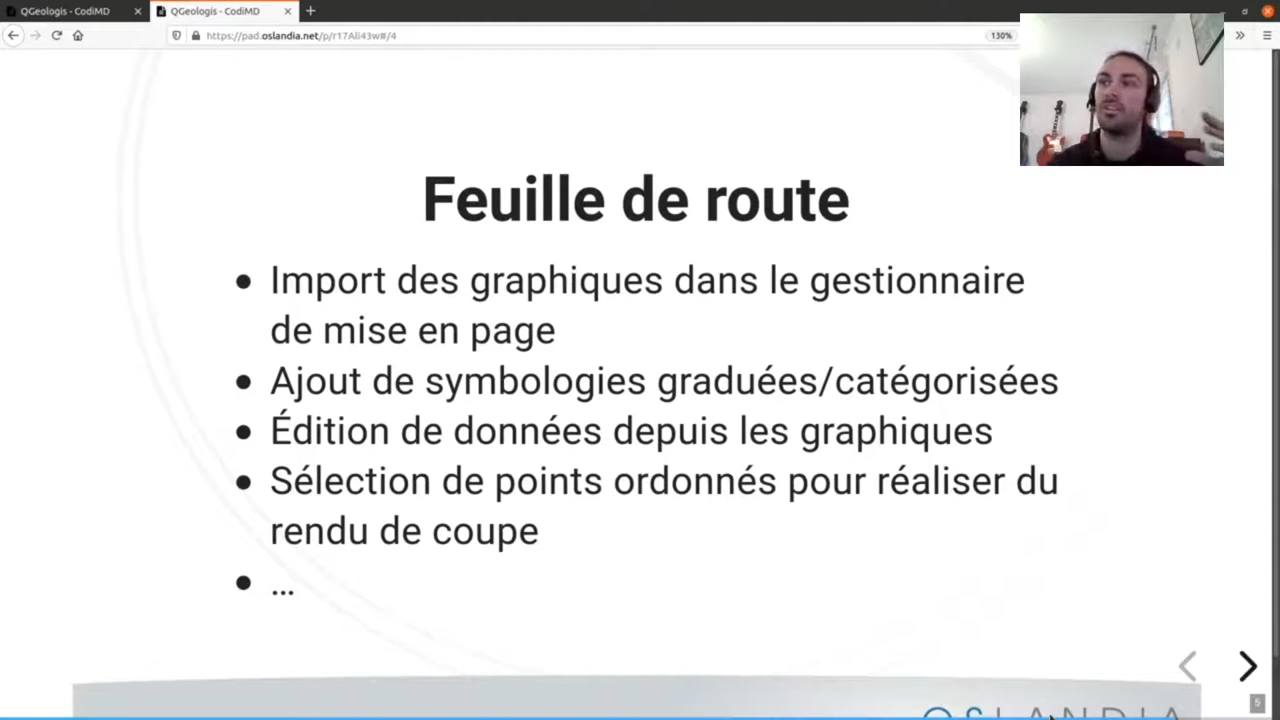 QGeologis - CodiMD
QGeologis - CodiMD
https://pad.oslandia.net/p/r17Ali43w#/4
130%
Feuille de route
Import des graphiques dans le gestionnaire
de mise en page
Ajout de symbologies graduées/catégorisées
Édition de données depuis les graphiques
Sélection de points ordonnés pour réaliser du
rendu de coupe
...
5
OSLANDIA